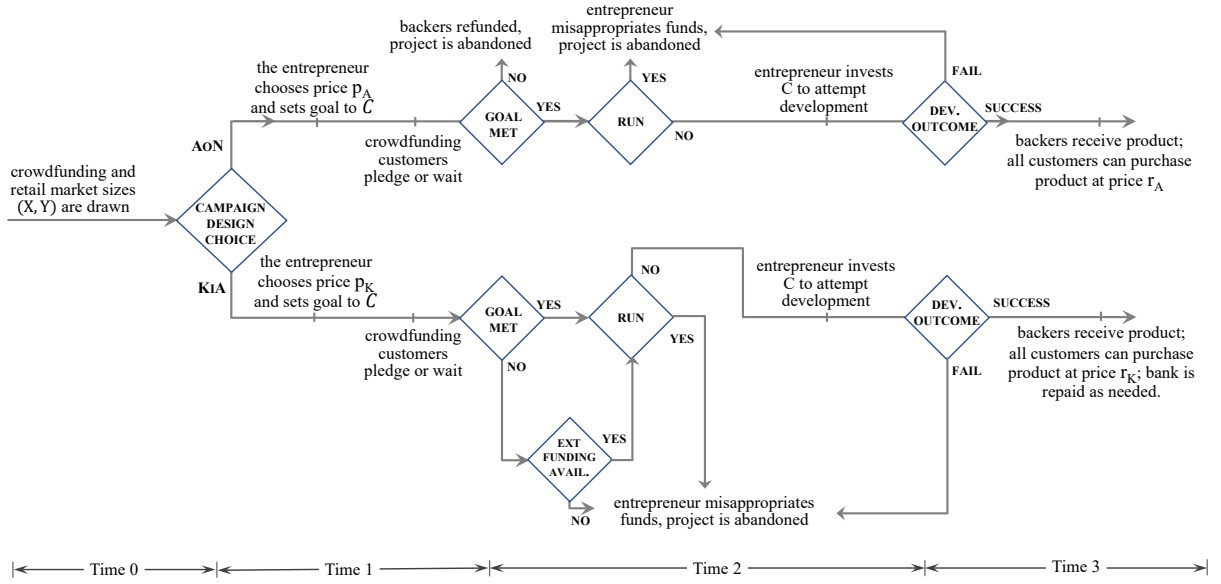 backers refunded,
project is abandoned
entrepreneur
misappropriates funds,
project is abandoned
the entrepreneur
chooses price pA
and sets goal to C
NO
YES
FAIL
entrepreneur invests
C to attempt
development
GOAL
MET
YES
RUN
NO
DEV.
OUTCOME
SUCCESS
AON
crowdfunding
customers
pledge or wait
backers receive product;
all customers can purchase
product at price rA
crowdfunding and
retail market sizes
(X, Y) are drawn
CAMPAIGN
DESIGN
CHOICE
KIA
the entrepreneur
chooses price pK
and sets goal to C
NO
entrepreneur invests
C to attempt
development
GOAL
MET
YES
RUN
YES
DEV.
OUTCOME
SUCCESS
crowdfunding
customers
pledge or wait
NO
FAIL
backers receive product;
all customers can purchase
product at price rK; bank is
repaid as needed.
EXT
FUNDING
AVAIL.
YES
NO
entrepreneur misappropriates
funds, project is abandoned
Time 0
Time 1
Time 2
Time 3